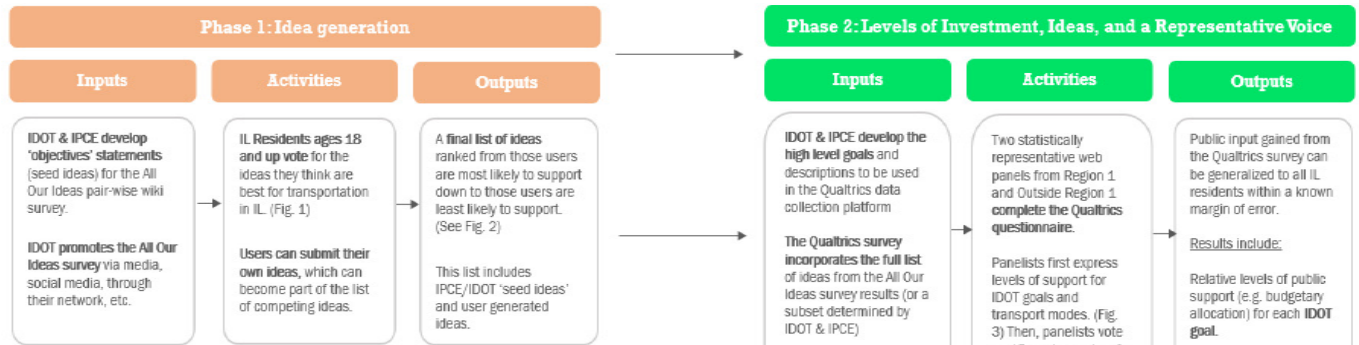 Phase 1: Idea generation
Inputs
Activities
Outputs
IDOT & IPCE develop
'objectives' statements
(seed ideas) for the All
Our Ideas pair-wise wiki
survey.
IDOT promotes the All Our
Ideas survey via media,
social media, through
their network, etc.
IL Residents ages 18
and up vote for the
ideas they think are
best for transportation
in IL. (Fig. 1)
Users can submit their
own ideas, which can
become part of the list
of competing ideas.
A final list of ideas
ranked from those users
are most likely to support
down to those users are
least likely to support.
(See Fig. 2)
This list includes
IPCE/IDOT 'seed ideas'
and user generated
ideas.
Phase 2: Levels of Investment, Ideas, and a Representative Voice
Inputs
Activities
Outputs
IDOT & IPCE develop the
high level goals and
descriptions to be used
in the Qualtrics data
collection platform
The Qualtrics survey
incorporates the full list
of ideas from the All Our
Ideas survey results (or a
subset determined by
IDOT & IPCE)
Two statistically
representative web
panels from Region 1
and Outside Region 1
complete the Qualtrics
questionnaire.
Panelists first express
levels of support for
IDOT goals and
transport modes. (Fig.
3) Then, panelists vote
Public input gained from
the Qualtrics survey can
be generalized to all IL
residents within a known
margin of error.
Results include:
Relative levels of public
support (e.g. budgetary
allocation) for each IDOT
goal.